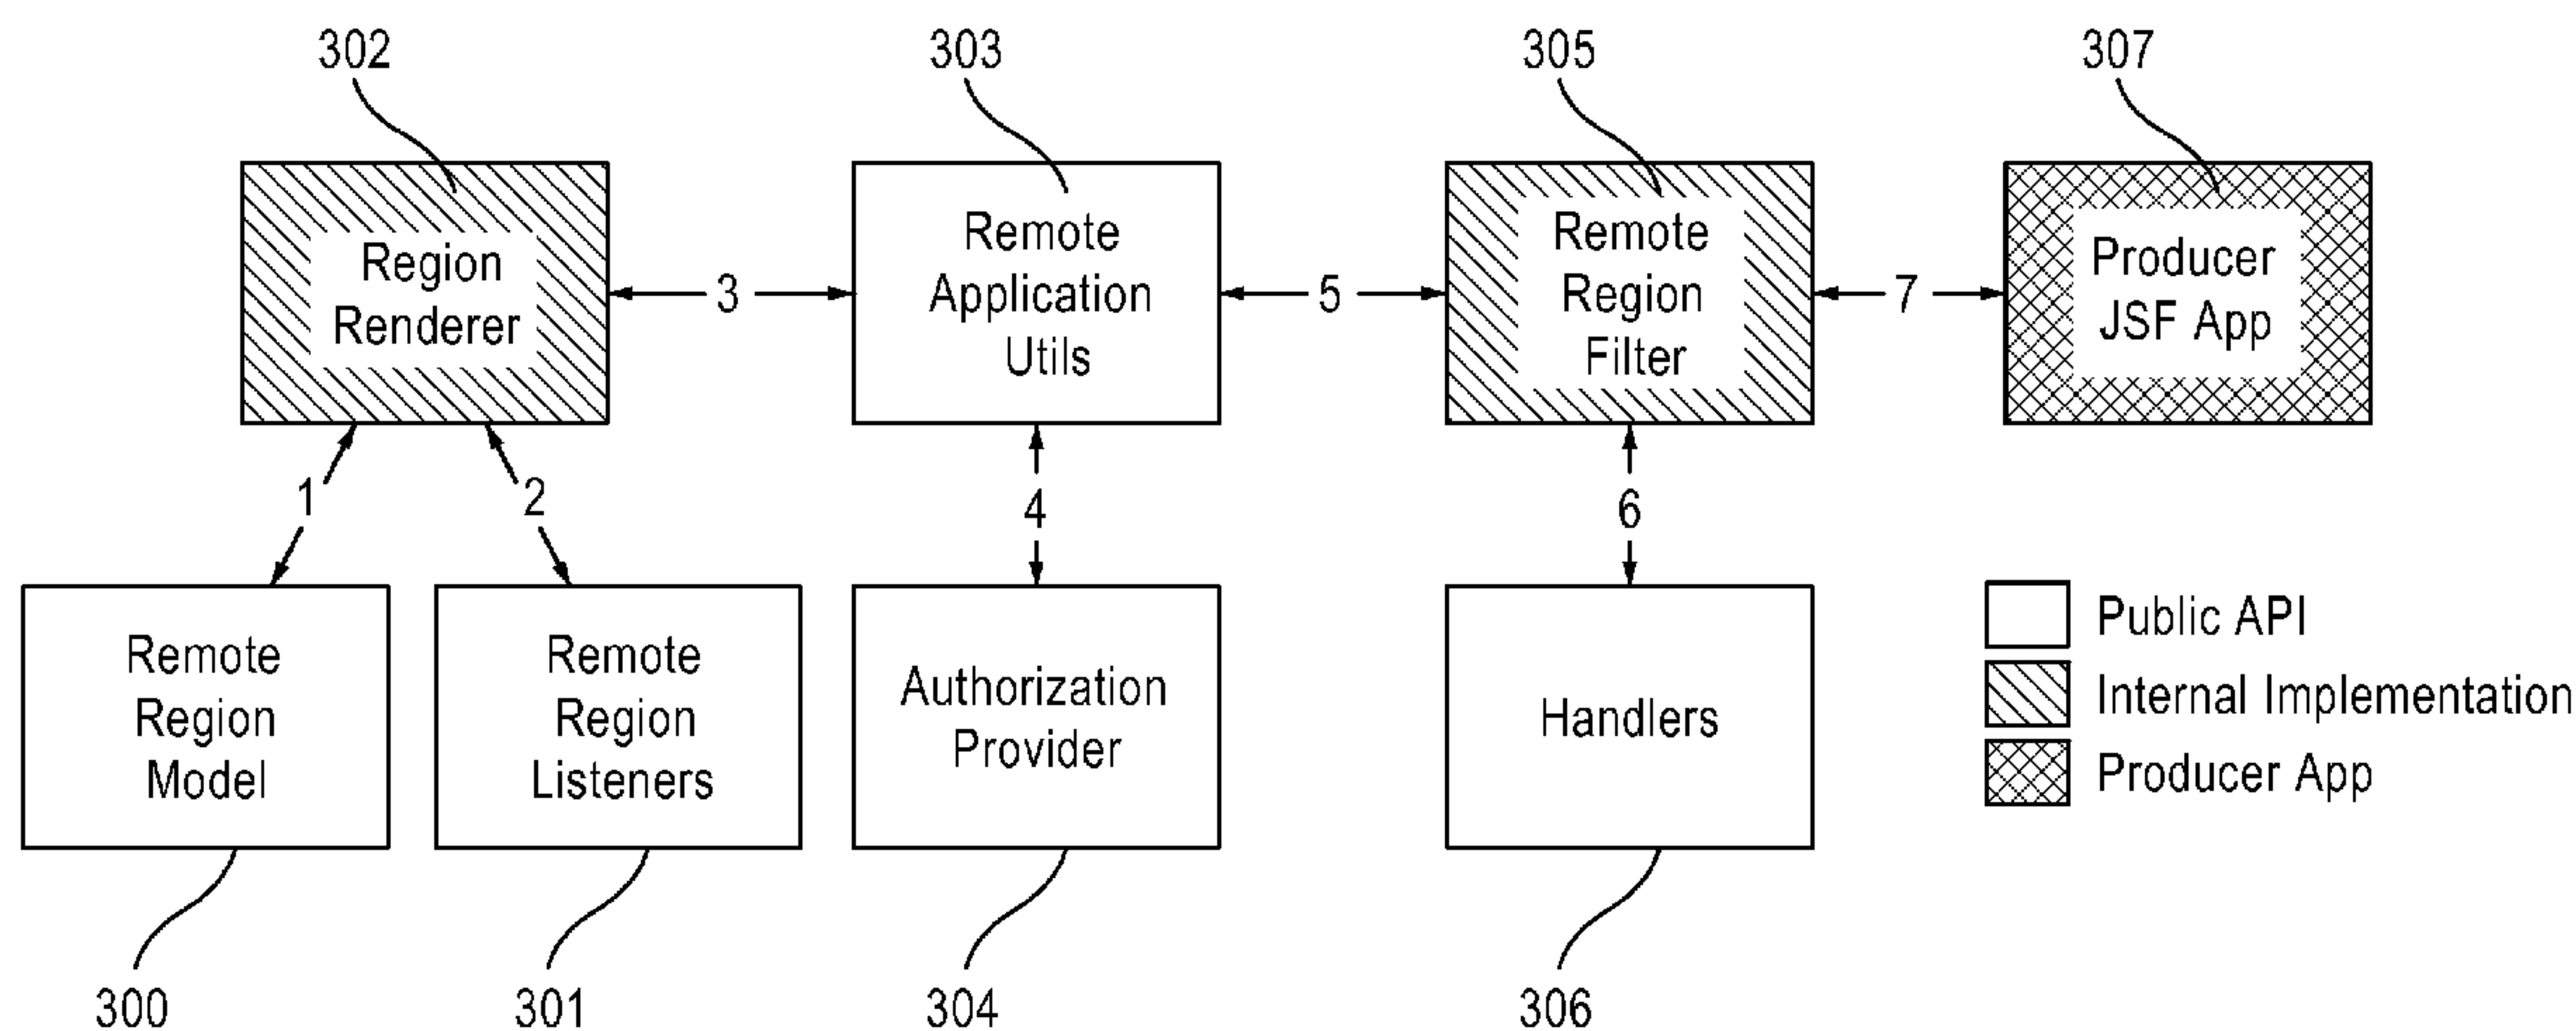 302
303
305
307
Region
Renderer
Remote
Application
Utils
Remote
Region
Filter
Producer
JSF App
3
5
7
1
2
4
6
Remote
Region
Model
Remote
Region
Listeners
Authorization
Provider
Handlers
Public API
Internal Implementation
Producer App
300
301
304
306